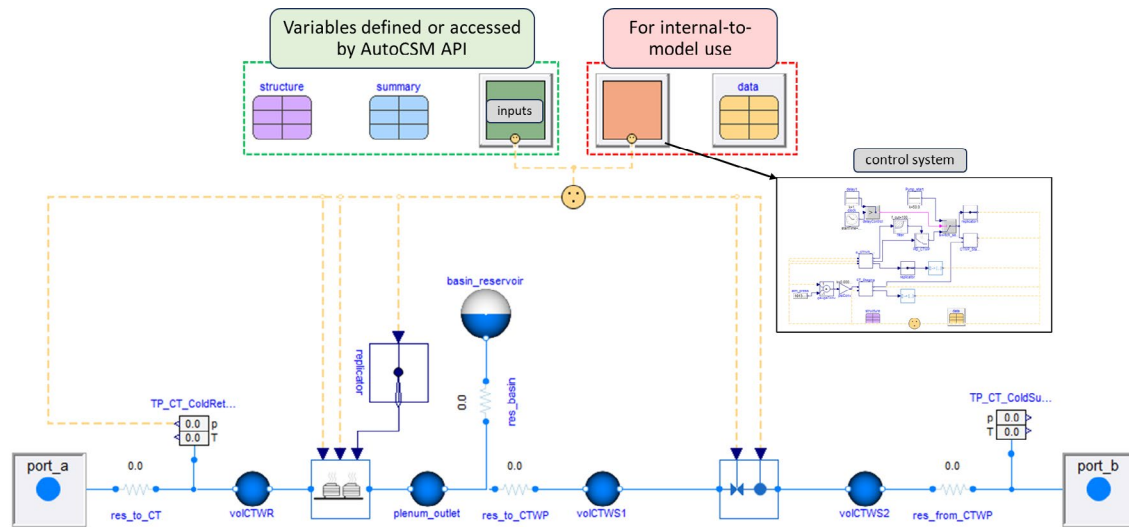 Variables defined or accessed
by AutoCSM API
For internal-to-
model use
structure
summary
inputs
data
control system
basin_reservoir
replicator
0.0
res_basin
TP_CT_ColdRet...
0.0 p
0.0 T
TP_CT_ColdSu...
0.0 p
0.0 T
port_a
0.0
res_to_CT
volCTWR
plenum_outlet
0.0
res_to_CTWP
volCTWS1
volCTWS2
0.0
res_from_CTWP
port_b